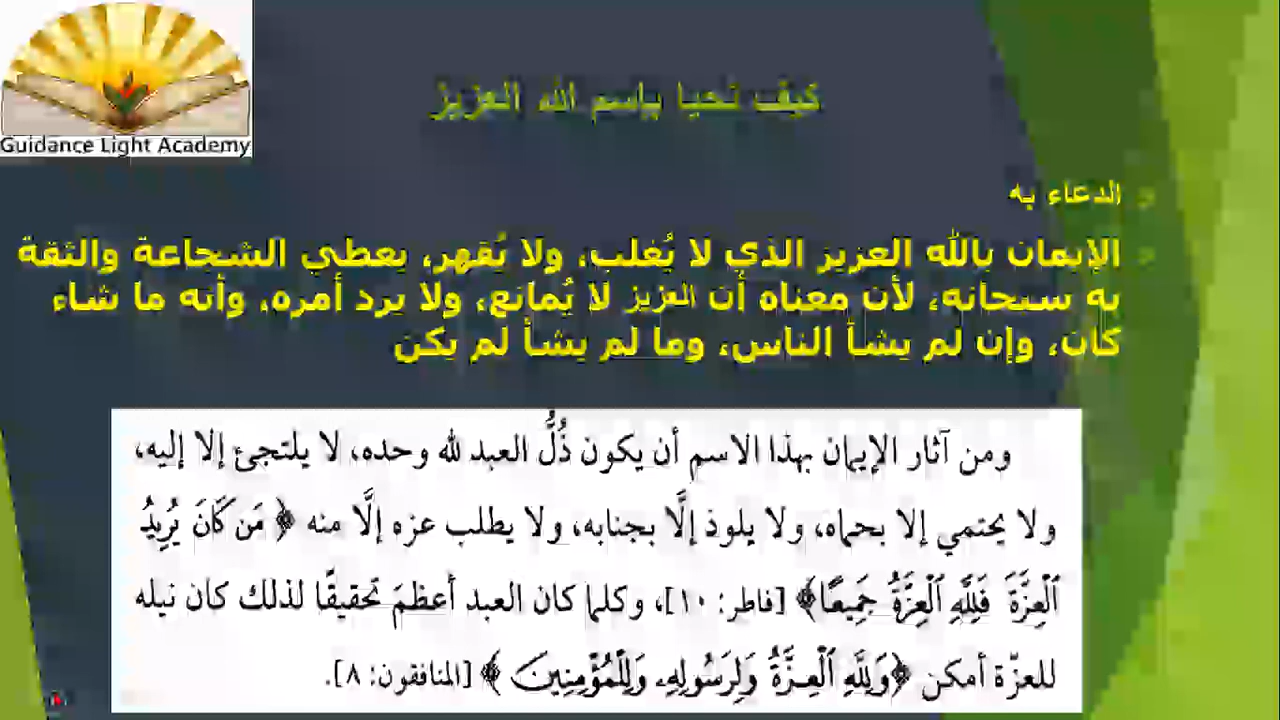 Guidance Light Academy
كيف نحيا بإسم الله العزيز
الدعاء به
الإيمان بالله العزيز الذي لا يُغلب، ولا يُقهر، يعطي الشجاعة والثقة
به سبحانه، لأن معناه أن العزيز لا يُمانع، ولا يرد أمره، وأنه ما شاء
كان، وإن لم يشأ الناس، وما لم يشأ لم يكن
ومن آثار الإيمان بهذا الاسم أن يكون ذُلُّ العبد لله وحده، لا يلتجئ إلا إليه،
ولا يحتمي إلا بحماه، ولا يلوذ إلَّا بجنابه، ولا يطلب عزه إلَّا منه ﴿ مَن كَانَ يُرِيدُ
ٱلْعِزَّةَ فَلِلَّهِ ٱلْعِزَّةُ جَمِيعًا﴾ [فاطر: ١٠]، وكلما كان العبد أعظمَ تحقيقًا لذلك كان نيله
للعزّة أمكن ﴿وَلِلَّهِ ٱلْعِزَّةُ وَلِرَسُولِهِۦ وَلِلْمُؤْمِنِينَ ﴾ [المنافقون: ٨].